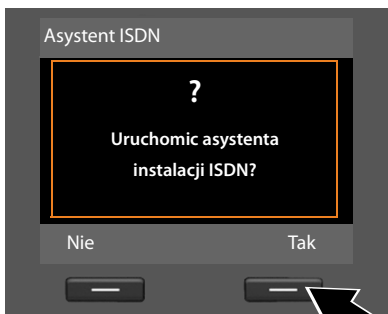 Asystent ISDN
?
Uruchomic asystenta
instalacji ISDN?
Nie Tak